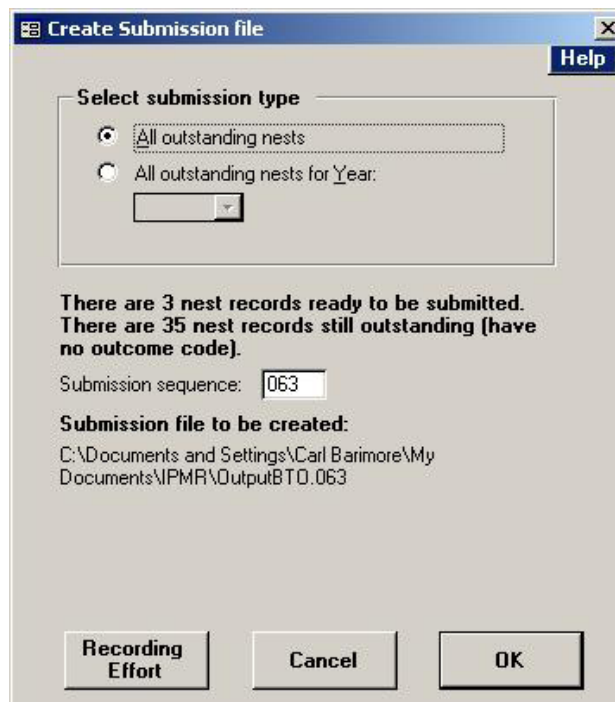 Create Submission file
Help
Select submission type
All outstanding nests
All outstanding nests for Year:
There are 3 nest records ready to be submitted.
There are 35 nest records still outstanding (have
no outcome code).
Submission sequence: 063
Submission file to be created:
C:\Documents and Settings\Carl Barimore\My
Documents\IPMR\OutputBTO.063
Recording
Effort
Cancel
OK